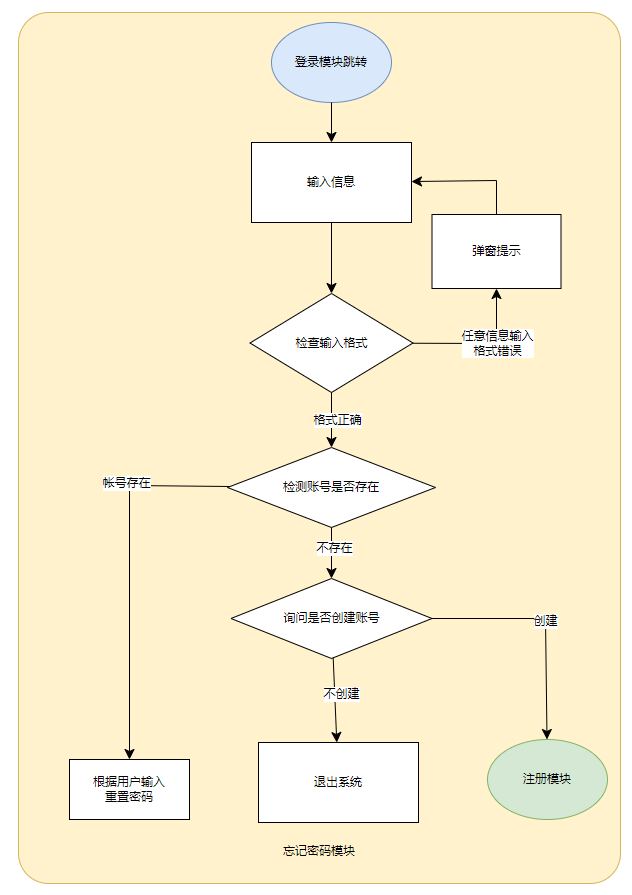 登录模块跳转
输入信息
弹窗提示
检查输入格式
任意信息输入
格式错误
格式正确
帐号存在
检测账号是否存在
不存在
询问是否创建账号
创建
不创建
根据用户输入
重置密码
退出系统
注册模块
忘记密码模块